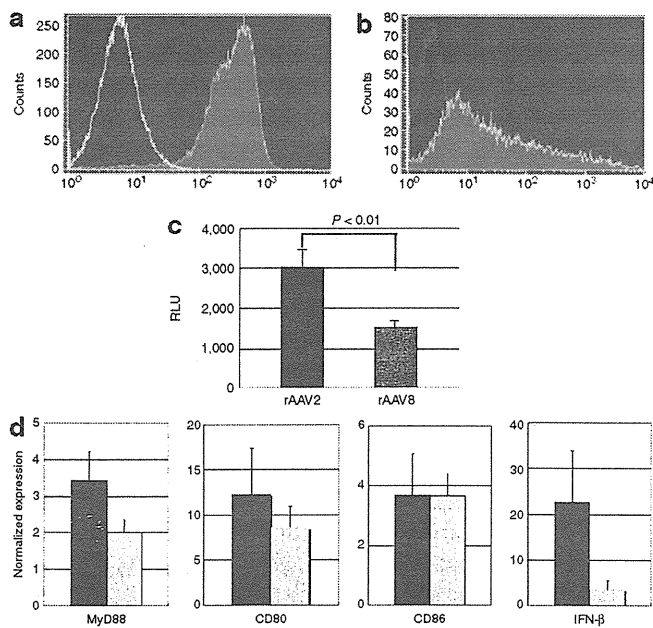 a
250
200
150
100
50
0
Counts
10⁰ 10¹ 10² 10³ 10⁴
b
80
70
60
50
40
30
20
10
0
Counts
10⁰ 10¹ 10² 10³ 10⁴
c
P < 0.01
4,000
3,000
2,000
1,000
0
RLU
rAAV2 rAAV8
d
Normalized expression
5
4
3
2
1
0
MyD88
20
15
10
5
0
CD80
6
4
2
0
CD86
40
30
20
10
0
IFN-β